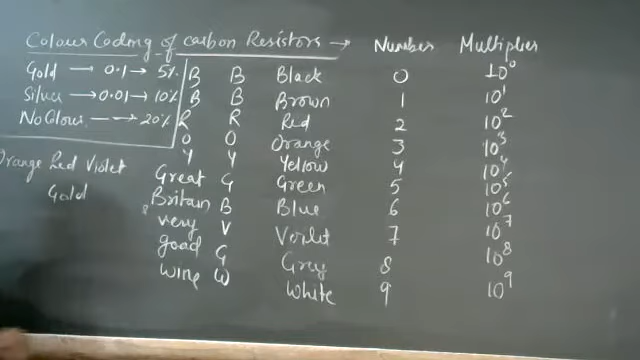 Colour Coding of carbon Resistors → Number Multiplier
Gold → 0.1 → 5% B B Black 0 10⁰
Silver → 0.01 → 10% B B Brown 1 10¹
No Colour → 20% R R Red 2 10²
O O Orange 3 10³
Y Y Yellow 4 10⁴
Orange Red Violet Great G Green 5 10⁵
Gold Britain B Blue 6 10⁶
very V Voilet 7 10⁷
good G Grey 8 10⁸
wine W White 9 10⁹